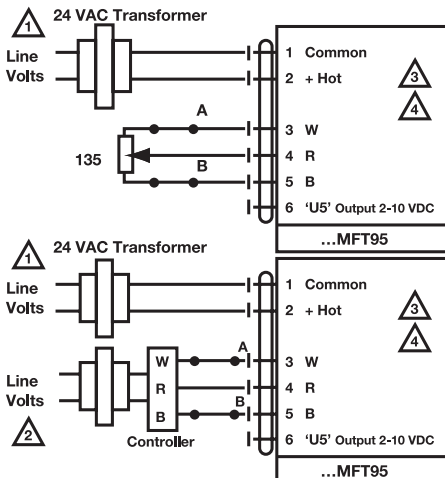 1 24 VAC Transformer
Line
Volts
1 Common
2 + Hot
3
4
A
3 W
135
4 R
B
5 B
6 'U5' Output 2-10 VDC
...MFT95
24 VAC Transformer
1
Line
Volts
1 Common
2 + Hot
3
4
A
W
3 W
Line
Volts
R
4 R
B
B
5 B
2
Controller
6 'U5' Output 2-10 VDC
...MFT95